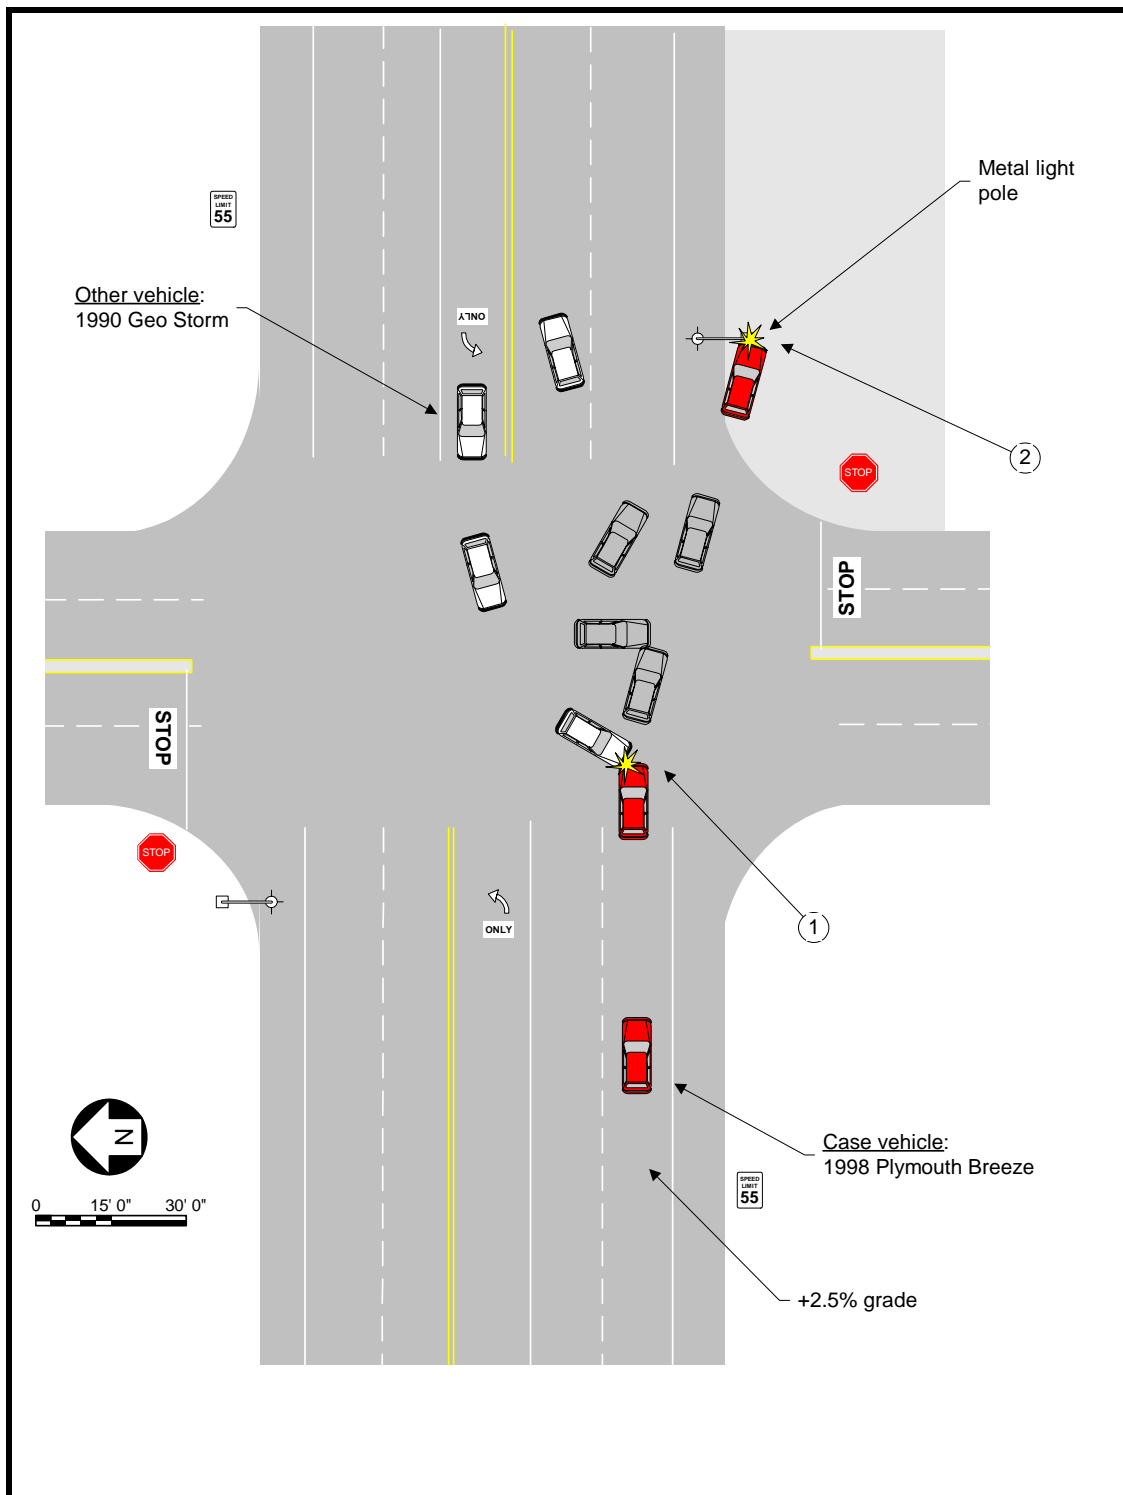 Metal light
pole
SPEED
LIMIT
55
Other vehicle:
1990 Geo Storm
ONLY
2
STOP
STOP
STOP
STOP
ONLY
1
N
Case vehicle:
1998 Plymouth Breeze
SPEED
LIMIT
55
0 15' 0" 30' 0"
+2.5% grade